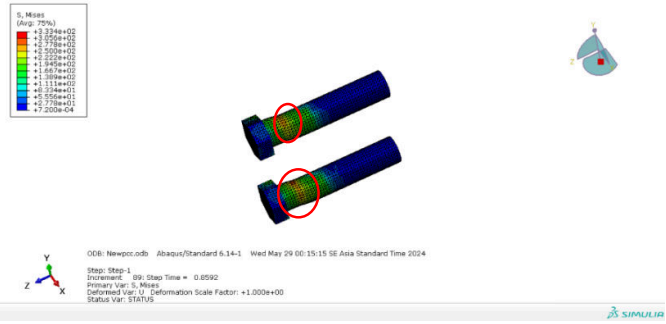 S, Mises
(Avg: 75%)
+3.334e+02
+3.056e+02
+2.778e+02
+2.500e+02
+2.222e+02
+1.945e+02
+1.667e+02
+1.389e+02
+1.111e+02
+8.334e+01
+5.556e+01
+2.778e+01
+7.200e-04
Y
Z
ODB: Newpcc.odb Abaqus/Standard 6.14-1 Wed May 29 00:15:15 SE Asia Standard Time 2024
Y
Z
X
Step: Step-1
Increment 89: Step Time = 0.8592
Primary Var: S, Mises
Deformed Var: U Deformation Scale Factor: +1.000e+00
Status Var: STATUS
SIMULIA